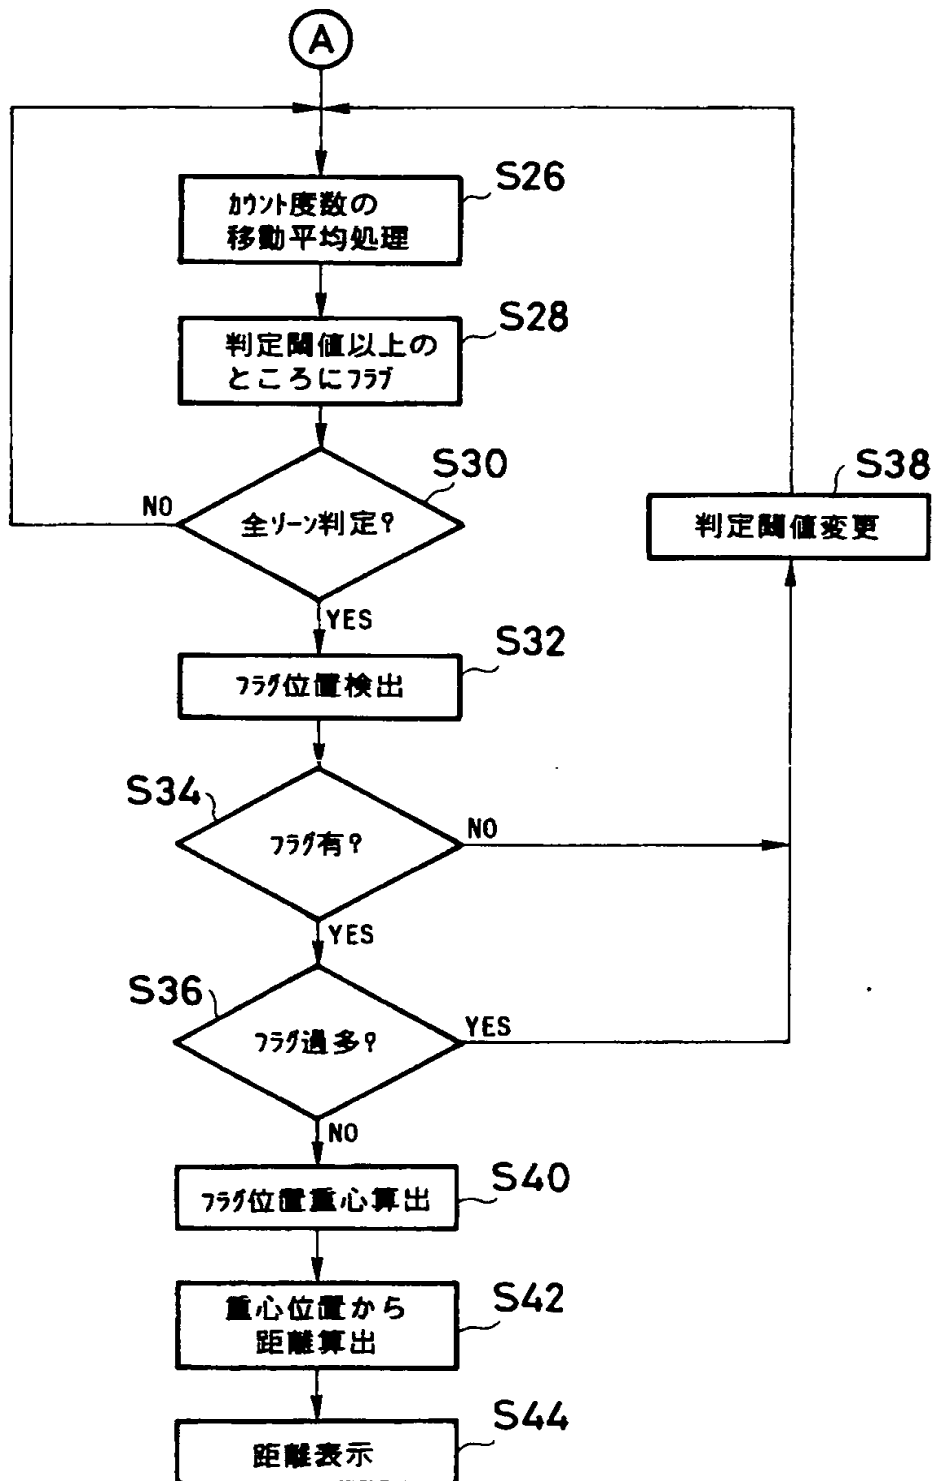 A
S26
ｶｳﾝﾄ度数の
移動平均処理
S28
判定閾値以上の
ところにﾌﾗｸﾞ
S30
NO
全ｿﾞｰﾝ判定?
S38
判定閾値変更
YES
S32
ﾌﾗｸﾞ位置検出
S34
ﾌﾗｸﾞ有?
NO
YES
S36
ﾌﾗｸﾞ過多?
YES
NO
S40
ﾌﾗｸﾞ位置重心算出
S42
重心位置から
距離算出
S44
距離表示